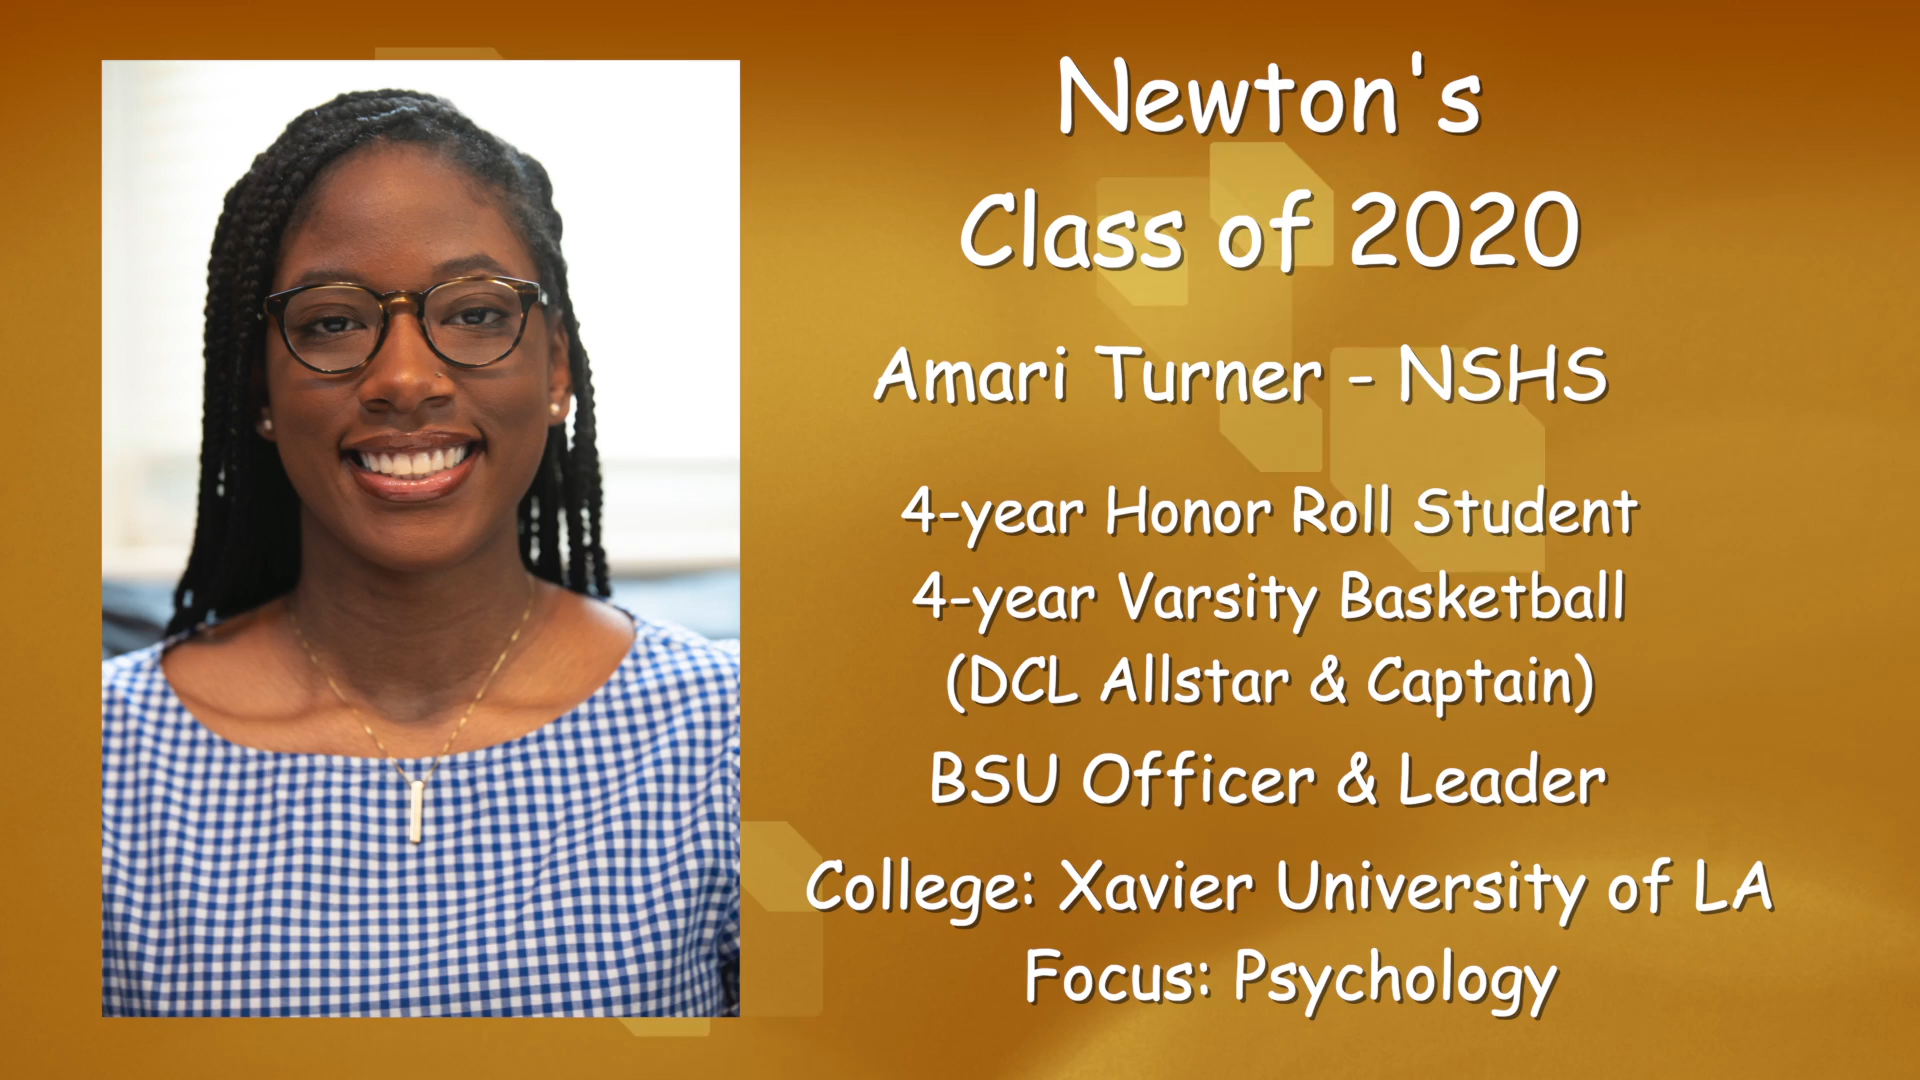 Newton's
Class of 2020
Amari Turner - NSHS
4-year Honor Roll Student
4-year Varsity Basketball
(DCL Allstar & Captain)
BSU Officer & Leader
College: Xavier University of LA
Focus: Psychology